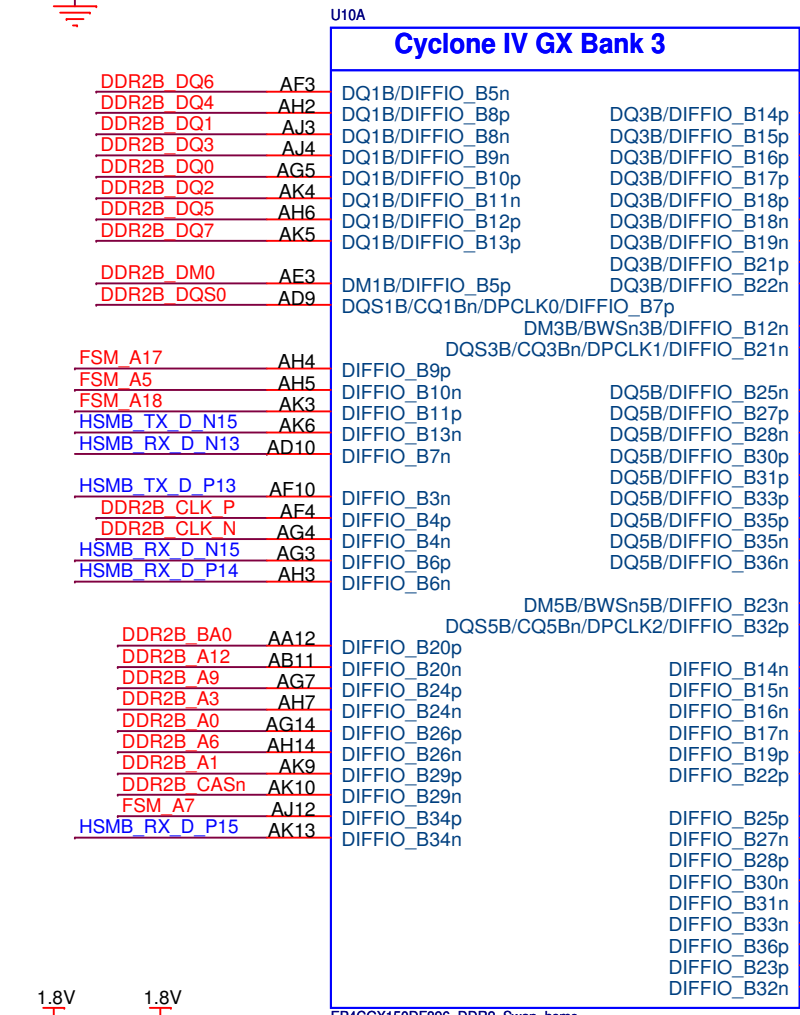 U10A
Cyclone IV GX Bank 3
DDR2B_DQ6 AF3 DQ1B/DIFFIO_B5n
DDR2B_DQ4 AH2 DQ1B/DIFFIO_B8p DQ3B/DIFFIO_B14p
DDR2B_DQ1 AJ3 DQ1B/DIFFIO_B8n DQ3B/DIFFIO_B15p
DDR2B_DQ3 AJ4 DQ1B/DIFFIO_B9n DQ3B/DIFFIO_B16p
DDR2B_DQ0 AG5 DQ1B/DIFFIO_B10p DQ3B/DIFFIO_B17p
DDR2B_DQ2 AK4 DQ1B/DIFFIO_B11n DQ3B/DIFFIO_B18p
DDR2B_DQ5 AH6 DQ1B/DIFFIO_B12p DQ3B/DIFFIO_B18n
DDR2B_DQ7 AK5 DQ1B/DIFFIO_B13p DQ3B/DIFFIO_B19n
DQ3B/DIFFIO_B21p
DDR2B_DM0 AE3 DM1B/DIFFIO_B5p DQ3B/DIFFIO_B22n
DDR2B_DQS0 AD9 DQS1B/CQ1Bn/DPCLK0/DIFFIO_B7p
DM3B/BWSn3B/DIFFIO_B12n
DQS3B/CQ3Bn/DPCLK1/DIFFIO_B21n
FSM_A17 AH4 DIFFIO_B9p
FSM_A5 AH5 DIFFIO_B10n DQ5B/DIFFIO_B25n
FSM_A18 AK3 DIFFIO_B11p DQ5B/DIFFIO_B27p
HSMB_TX_D_N15 AK6 DIFFIO_B13n DQ5B/DIFFIO_B28n
HSMB_RX_D_N13 AD10 DIFFIO_B7n DQ5B/DIFFIO_B30p
DQ5B/DIFFIO_B31p
HSMB_TX_D_P13 AF10 DIFFIO_B3n DQ5B/DIFFIO_B33p
DDR2B_CLK_P AF4 DIFFIO_B4p DQ5B/DIFFIO_B35p
DDR2B_CLK_N AG4 DIFFIO_B4n DQ5B/DIFFIO_B35n
HSMB_RX_D_N15 AG3 DIFFIO_B6p DQ5B/DIFFIO_B36n
HSMB_RX_D_P14 AH3 DIFFIO_B6n
DM5B/BWSn5B/DIFFIO_B23n
DQS5B/CQ5Bn/DPCLK2/DIFFIO_B32p
DDR2B_BA0 AA12 DIFFIO_B20p
DDR2B_A12 AB11 DIFFIO_B20n DIFFIO_B14n
DDR2B_A9 AG7 DIFFIO_B24p DIFFIO_B15n
DDR2B_A3 AH7 DIFFIO_B24n DIFFIO_B16n
DDR2B_A0 AG14 DIFFIO_B26p DIFFIO_B17n
DDR2B_A6 AH14 DIFFIO_B26n DIFFIO_B19p
DDR2B_A1 AK9 DIFFIO_B29p DIFFIO_B22p
DDR2B_CASn AK10 DIFFIO_B29n
FSM_A7 AJ12 DIFFIO_B34p DIFFIO_B25p
HSMB_RX_D_P15 AK13 DIFFIO_B34n DIFFIO_B27n
DIFFIO_B28p
DIFFIO_B30n
DIFFIO_B31n
DIFFIO_B33n
DIFFIO_B36p
DIFFIO_B23p
DIFFIO_B32n
1.8V 1.8V